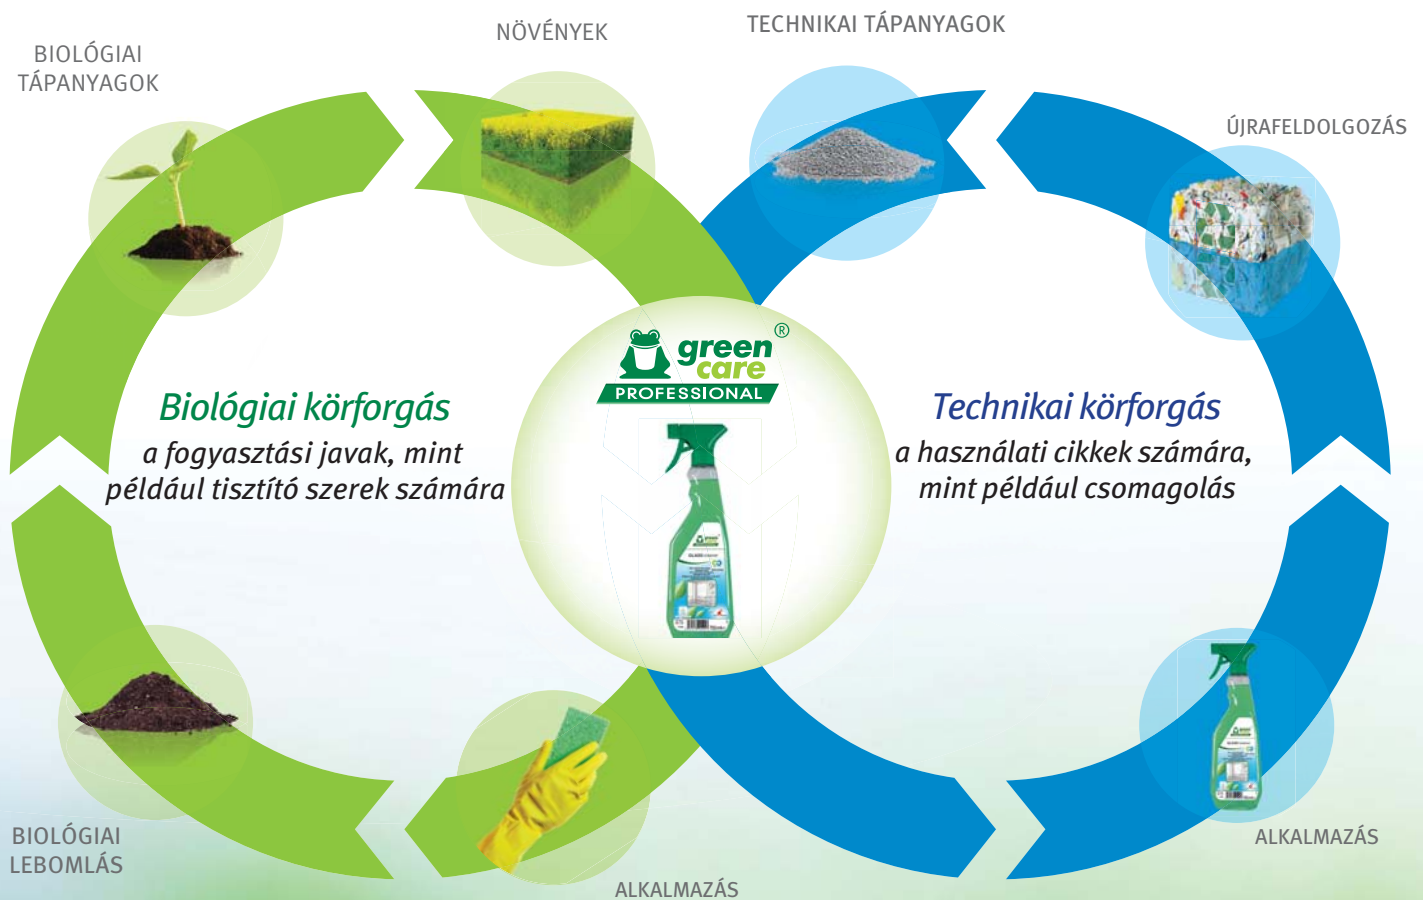 BIOLÓGIAI
TÁPANYAGOK
NÖVÉNYEK
TECHNIKAI TÁPANYAGOK
ÚJRAFELDOLGOZÁS
green ®
care
PROFESSIONAL
Biológiai körforgás
a fogyasztási javak, mint
például tisztító szerek számára
Technikai körforgás
a használati cikkek számára,
mint például csomagolás
BIOLÓGIAI
LEBOMLÁS
ALKALMAZÁS
ALKALMAZÁS